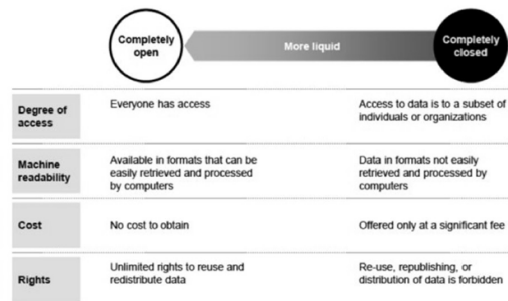 Completely
open
More liquid
Completely
closed
Degree of
access
Everyone has access
Access to data is to a subset of
individuals or organizations
Machine
readability
Available in formats that can be
easily retrieved and processed
by computers
Data in formats not easily
retrieved and processed by
computers
Cost
No cost to obtain
Offered only at a significant fee
Rights
Unlimited rights to reuse and
redistribute data
Re-use, republishing, or
distribution of data is forbidden